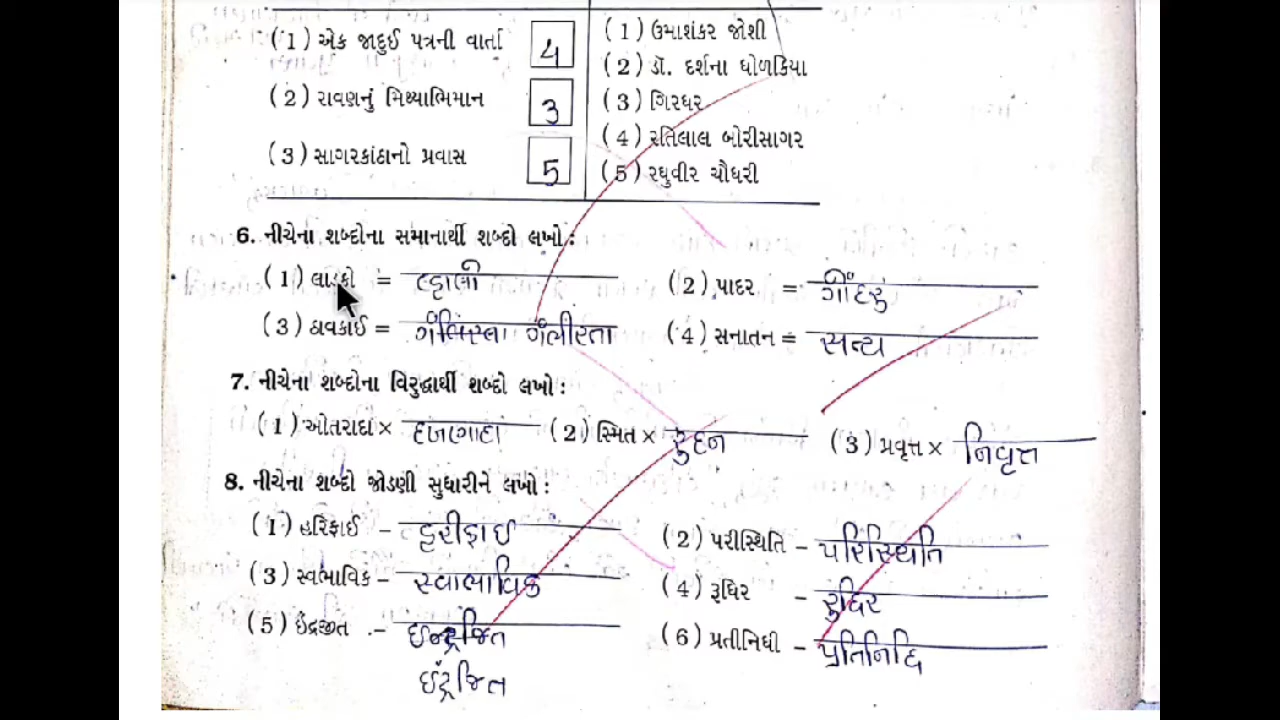 (1) એક જાદુઈ પત્રની વાર્તા 4 (1) ઉમાશંકર જોશી
(2) ડૉ. દર્શના ધોળકિયા
(2) રાવણનું મિથ્યાભિમાન 3 (3) ગિરધર
(4) રતિલાલ બોરીસાગર
(3) સાગરકાંઠાનો પ્રવાસ 5 (5) રઘુવીર ચૌધરી
6. નીચેના શબ્દોના સમાનાર્થી શબ્દો લખો :
(1) લાડકો = વ્હાલો (2) પાદર = ગોંદરુ
(3) ઠાવકાઈ = ગંભીરતા (4) સનાતન = સત્ય
7. નીચેના શબ્દોના વિરુદ્ધાર્થી શબ્દો લખો :
(1) ઓતરાદા × (2) સ્મિત × રુદન (3) પ્રવૃત્ત × નિવૃત્ત
8. નીચેના શબ્દો જોડણી સુધારીને લખો :
(1) હરિફાઈ – હરીફાઈ (2) પરીસ્થિતિ – પરિસ્થિતિ
(3) સ્વભાવિક – સ્વાભાવિક (4) રૂધિર – રુધિર
(5) ઇંદ્રજીત – ઇન્દ્રજિત (6) પ્રતીનિધી – પ્રતિનિધિ
ઇંદ્રજિત